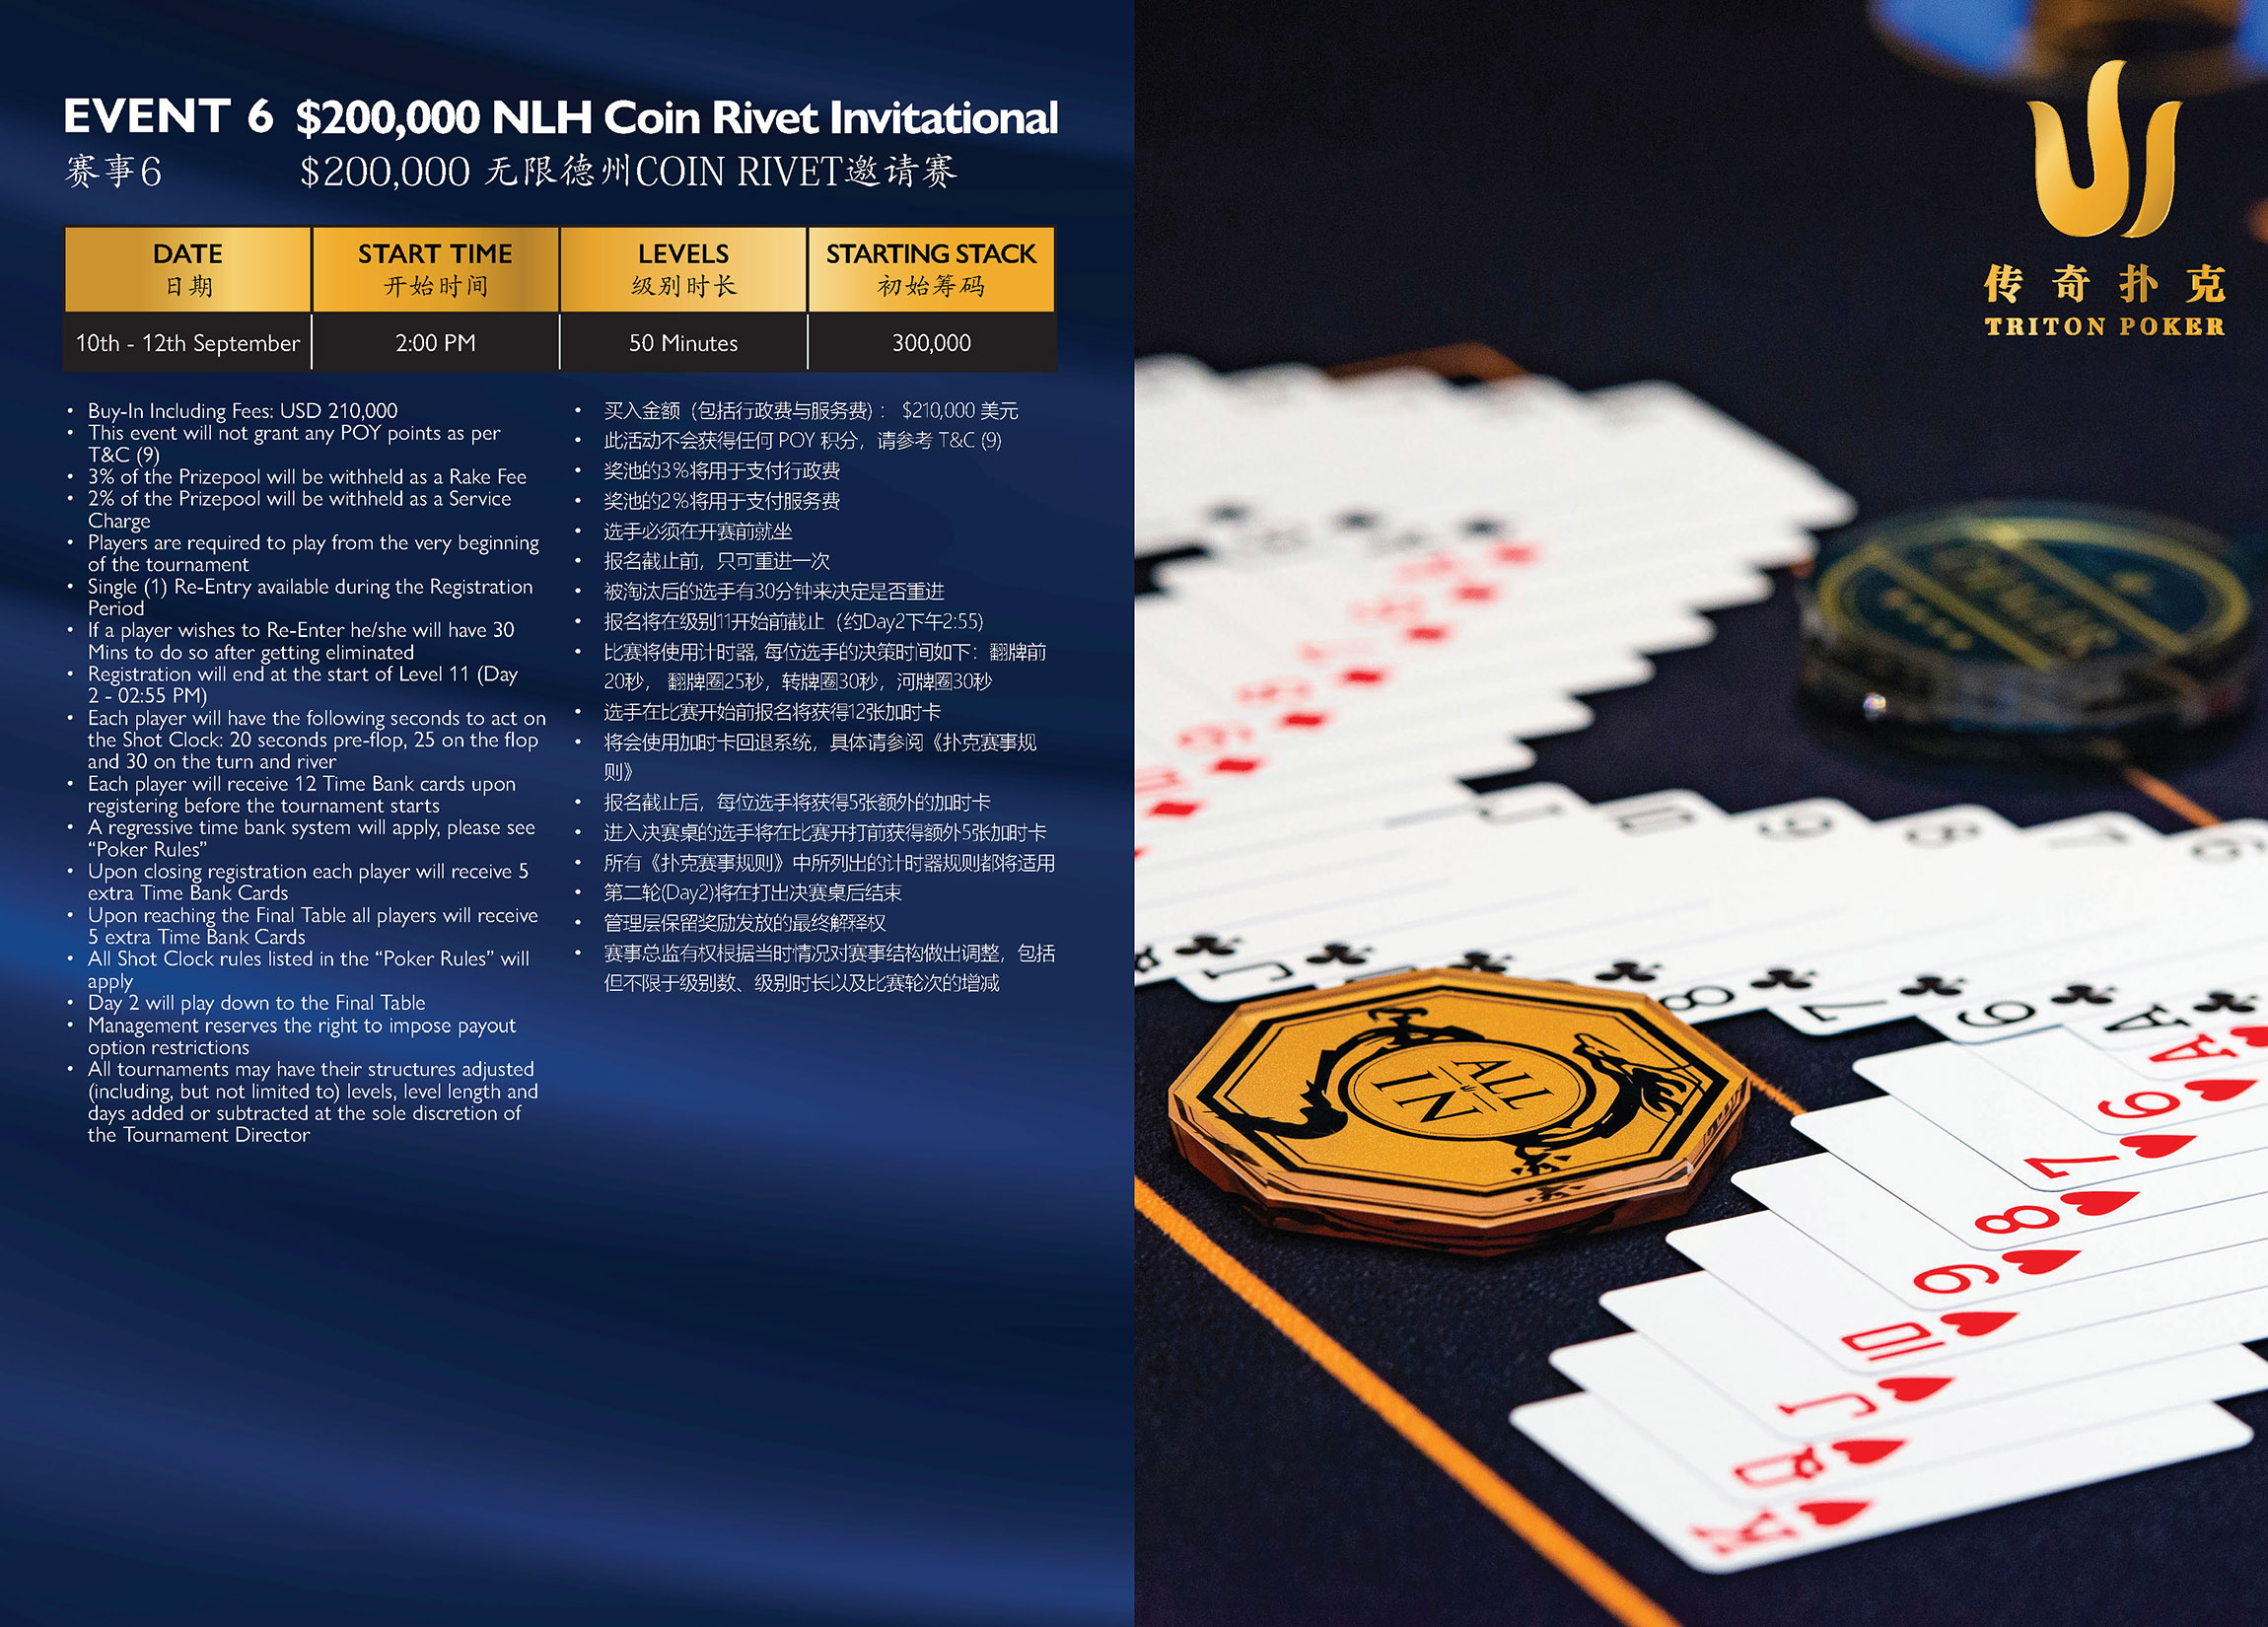 EVENT 6 $200,000 NLH Coin Rivet Invitational
赛事6 $200,000 无限德州COIN RIVET邀请赛
DATE START TIME LEVELS STARTING STACK
日期 开始时间 级别时长 初始筹码
10th - 12th September 2:00 PM 50 Minutes 300,000
• Buy-In Including Fees: USD 210,000
• This event will not grant any POY points as per
T&C (9)
• 3% of the Prizepool will be withheld as a Rake Fee
• 2% of the Prizepool will be withheld as a Service
Charge
• Players are required to play from the very beginning
of the tournament
• Single (1) Re-Entry available during the Registration
Period
• If a player wishes to Re-Enter he/she will have 30
Mins to do so after getting eliminated
• Registration will end at the start of Level 11 (Day
2 - 02:55 PM)
• Each player will have the following seconds to act on
the Shot Clock: 20 seconds pre-flop, 25 on the flop
and 30 on the turn and river
• Each player will receive 12 Time Bank cards upon
registering before the tournament starts
• A regressive time bank system will apply, please see
“Poker Rules”
• Upon closing registration each player will receive 5
extra Time Bank Cards
• Upon reaching the Final Table all players will receive
5 extra Time Bank Cards
• All Shot Clock rules listed in the “Poker Rules” will
apply
• Day 2 will play down to the Final Table
• Management reserves the right to impose payout
option restrictions
• All tournaments may have their structures adjusted
(including, but not limited to) levels, level length and
days added or subtracted at the sole discretion of
the Tournament Director
• 买入金额（包括行政费与服务费）： $210,000 美元
• 此活动不会获得任何 POY 积分，请参考 T&C (9)
• 奖池的3%将用于支付行政费
• 奖池的2%将用于支付服务费
• 选手必须在开赛前就坐
• 报名截止前，只可重进一次
• 被淘汰后的选手有30分钟来决定是否重进
• 报名将在级别11开始前截止（约Day2下午2:55)
• 比赛将使用计时器, 每位选手的决策时间如下：翻牌前
20秒， 翻牌圈25秒，转牌圈30秒，河牌圈30秒
• 选手在比赛开始前报名将获得12张加时卡
• 将会使用加时卡回退系统，具体请参阅《扑克赛事规
则》
• 报名截止后，每位选手将获得5张额外的加时卡
• 进入决赛桌的选手将在比赛开打前获得额外5张加时卡
• 所有《扑克赛事规则》中所列出的计时器规则都将适用
• 第二轮(Day2)将在打出决赛桌后结束
• 管理层保留奖励发放的最终解释权
• 赛事总监有权根据当时情况对赛事结构做出调整，包括
但不限于级别数、级别时长以及比赛轮次的增减
传奇扑克
TRITON POKER
J 10 9 8 7 6
J 8 7 6 A
ALL
IN
A
6
7
8
9
10
J
Q
K